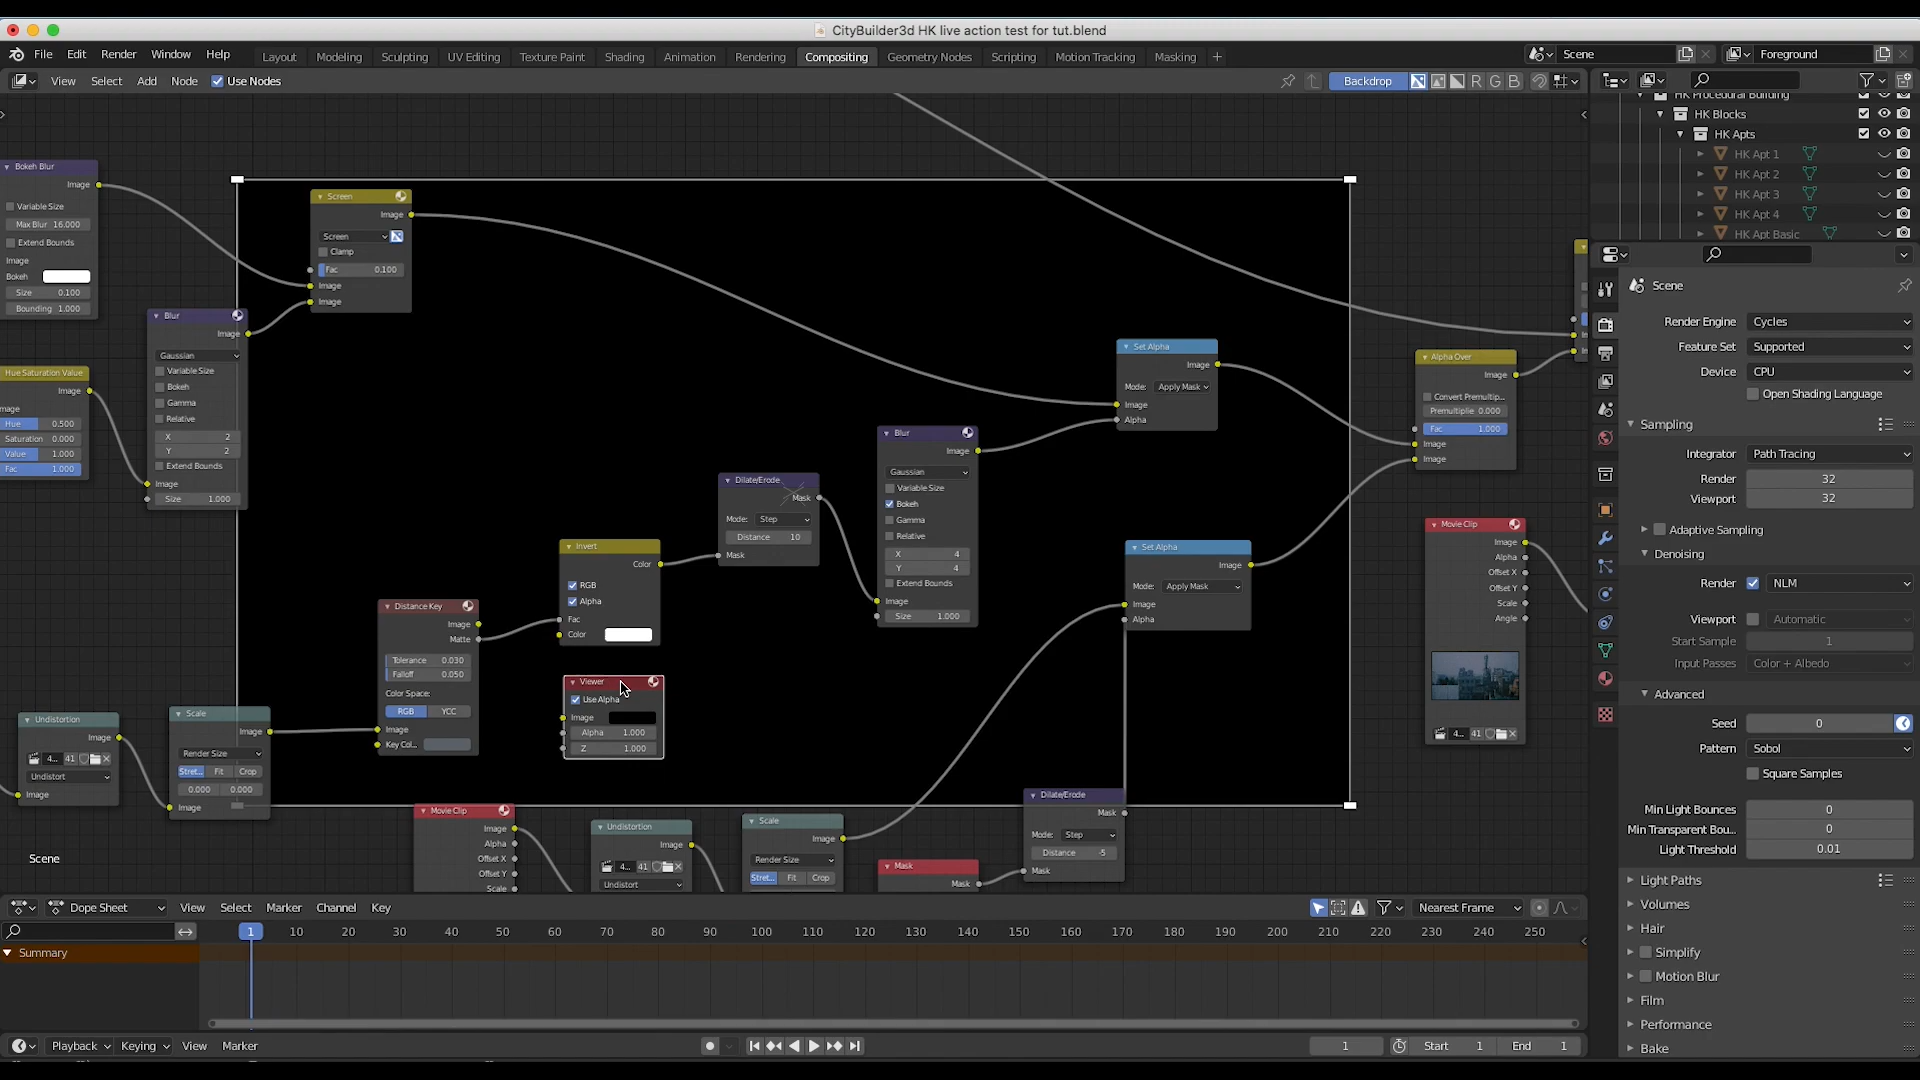 CityBuilder3d HK live action test for tut.blend
File Edit Render Window Help Layout Modeling Sculpting UV Editing Texture Paint Shading Animation Rendering Compositing Geometry Nodes Scripting Motion Tracking Masking + Scene Foreground
View Select Add Node Use Nodes Backdrop R G B
HK Procedural Building
HK Blocks
HK Apts
HK Apt 1
HK Apt 2
HK Apt 3
HK Apt 4
HK Apt Basic
Bokeh Blur
Image
Variable Size
Max Blur 16.000
Extend Bounds
Image
Bokeh
Size 0.100
Bounding 1.000
Hue Saturation Value
Image
Hue 0.500
Saturation 0.000
Value 1.000
Fac 1.000
Blur
Image
Gaussian
Variable Size
Bokeh
Gamma
Relative
X 2
Y 2
Extend Bounds
Image
Size 1.000
Screen
Image
Screen
Clamp
Fac 0.100
Image
Image
Undistortion
Image
4... 41
Undistort
Image
Scale
Image
Render Size
Stret... Fit Crop
0.000 0.000
Image
Distance Key
Image
Matte
Tolerance 0.030
Falloff 0.050
Color Space:
RGB YCC
Image
Key Col...
Invert
Color
RGB
Alpha
Fac
Color
Viewer
Use Alpha
Image
Alpha 1.000
Z 1.000
Dilate/Erode
Mask
Mode: Step
Distance 10
Mask
Blur
Image
Gaussian
Variable Size
Bokeh
Gamma
Relative
X 4
Y 4
Extend Bounds
Image
Size 1.000
Set Alpha
Image
Mode: Apply Mask
Image
Alpha
Set Alpha
Image
Mode: Apply Mask
Image
Alpha
Alpha Over
Image
Convert Premultip...
Premultiplie 0.000
Fac 1.000
Image
Image
Movie Clip
Image
Alpha
Offset X
Offset Y
Scale
Angle
4... 41
Movie Clip
Image
Alpha
Offset X
Offset Y
Scale
Undistortion
Image
4... 41
Undistort
Scale
Image
Render Size
Stret... Fit Crop
Mask
Mask
Dilate/Erode
Mask
Mode: Step
Distance -5
Mask
Scene
Scene
Render Engine Cycles
Feature Set Supported
Device CPU
Open Shading Language
Sampling
Integrator Path Tracing
Render 32
Viewport 32
Adaptive Sampling
Denoising
Render NLM
Viewport Automatic
Start Sample 1
Input Passes Color + Albedo
Advanced
Seed 0
Pattern Sobol
Square Samples
Min Light Bounces 0
Min Transparent Bou... 0
Light Threshold 0.01
Light Paths
Volumes
Hair
Simplify
Motion Blur
Film
Performance
Bake
Dope Sheet View Select Marker Channel Key Nearest Frame
1 10 20 30 40 50 60 70 80 90 100 110 120 130 140 150 160 170 180 190 200 210 220 230 240 250
Summary
Playback Keying View Marker 1 Start 1 End 1